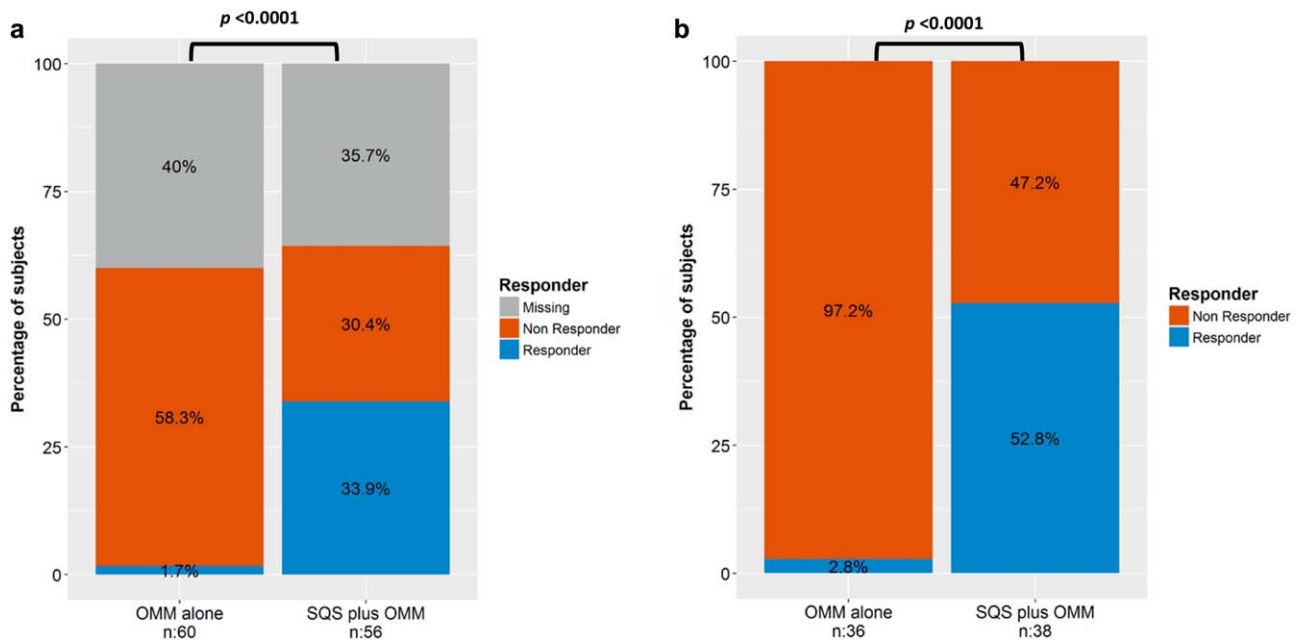 a
p <0.0001
100
75
50
25
0
Percentage of subjects
40%
35.7%
58.3%
30.4%
33.9%
1.7%
OMM alone
n:60
SQS plus OMM
n:56
Responder
Missing
Non Responder
Responder
b
p <0.0001
100
75
50
25
0
Percentage of subjects
97.2%
47.2%
52.8%
2.8%
OMM alone
n:36
SQS plus OMM
n:38
Responder
Non Responder
Responder